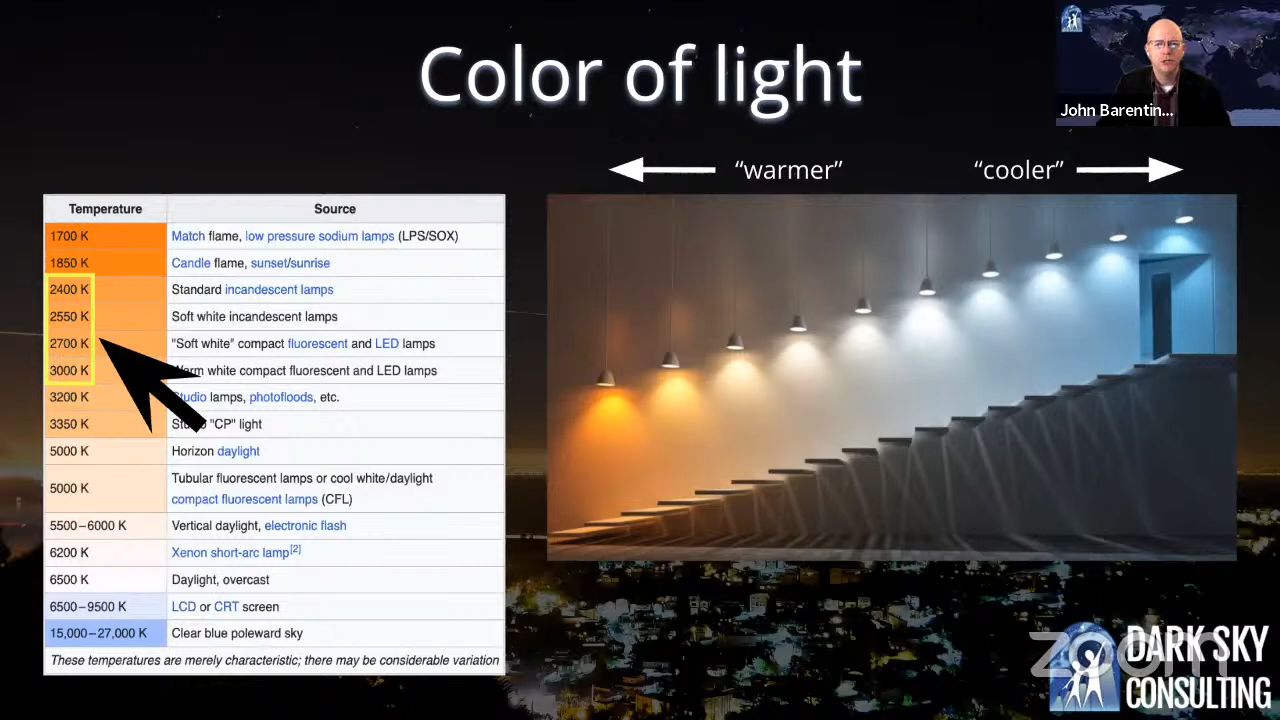 Color of light
John Barentin...
“warmer”
“cooler”
Temperature Source
1700 K Match flame, low pressure sodium lamps (LPS/SOX)
1850 K Candle flame, sunset/sunrise
2400 K Standard incandescent lamps
2550 K Soft white incandescent lamps
2700 K "Soft white" compact fluorescent and LED lamps
3000 K white compact fluorescent and LED lamps
3200 K lamps, photofloods, etc.
3350 K "CP" light
5000 K Horizon daylight
5000 K Tubular fluorescent lamps or cool white/daylight
compact fluorescent lamps (CFL)
5500–6000 K Vertical daylight, electronic flash
6200 K Xenon short-arc lamp[2]
6500 K Daylight, overcast
6500–9500 K LCD or CRT screen
15,000–27,000 K Clear blue poleward sky
These temperatures are merely characteristic; there may be considerable variation
zoom
DARK SKY
CONSULTING